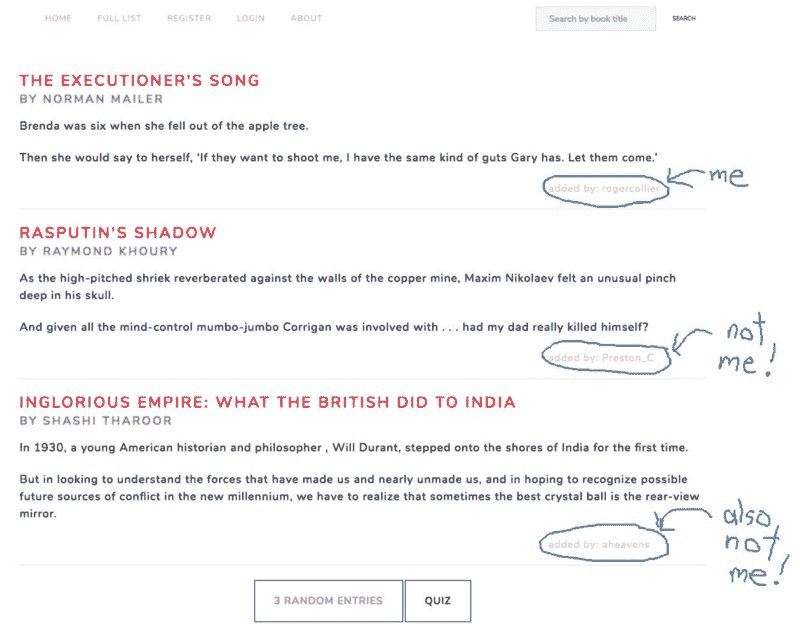 HOME FULL LIST REGISTER LOGIN ABOUT Search by book title SEARCH
THE EXECUTIONER'S SONG
BY NORMAN MAILER
Brenda was six when she fell out of the apple tree.
Then she would say to herself, 'If they want to shoot me, I have the same kind of guts Gary has. Let them come.'
added by: rogercollier
me
RASPUTIN'S SHADOW
BY RAYMOND KHOURY
As the high-pitched shriek reverberated against the walls of the copper mine, Maxim Nikolaev felt an unusual pinch
deep in his skull.
And given all the mind-control mumbo-jumbo Corrigan was involved with . . . had my dad really killed himself?
added by: Preston_C
not
me!
INGLORIOUS EMPIRE: WHAT THE BRITISH DID TO INDIA
BY SHASHI THAROOR
In 1930, a young American historian and philosopher , Will Durant, stepped onto the shores of India for the first time.
But in looking to understand the forces that have made us and nearly unmade us, and in hoping to recognize possible
future sources of conflict in the new millennium, we have to realize that sometimes the best crystal ball is the rear-view
mirror.
added by: aheavens
also
not
me!
3 RANDOM ENTRIES QUIZ